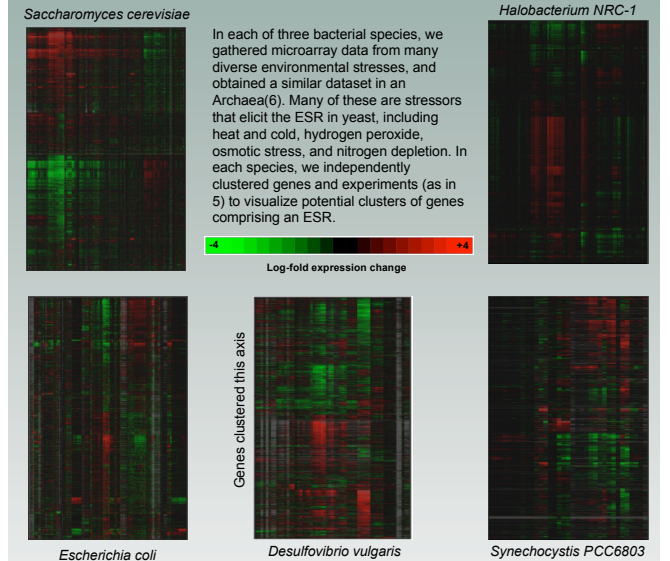 Saccharomyces cerevisiae
In each of three bacterial species, we
gathered microarray data from many
diverse environmental stresses, and
obtained a similar dataset in an
Archaea(6). Many of these are stressors
that elicit the ESR in yeast, including
heat and cold, hydrogen peroxide,
osmotic stress, and nitrogen depletion. In
each species, we independently
clustered genes and experiments (as in
5) to visualize potential clusters of genes
comprising an ESR.
-4
+4
Log-fold expression change
Halobacterium NRC-1
Genes clustered this axis
Escherichia coli
Desulfovibrio vulgaris
Synechocystis PCC6803